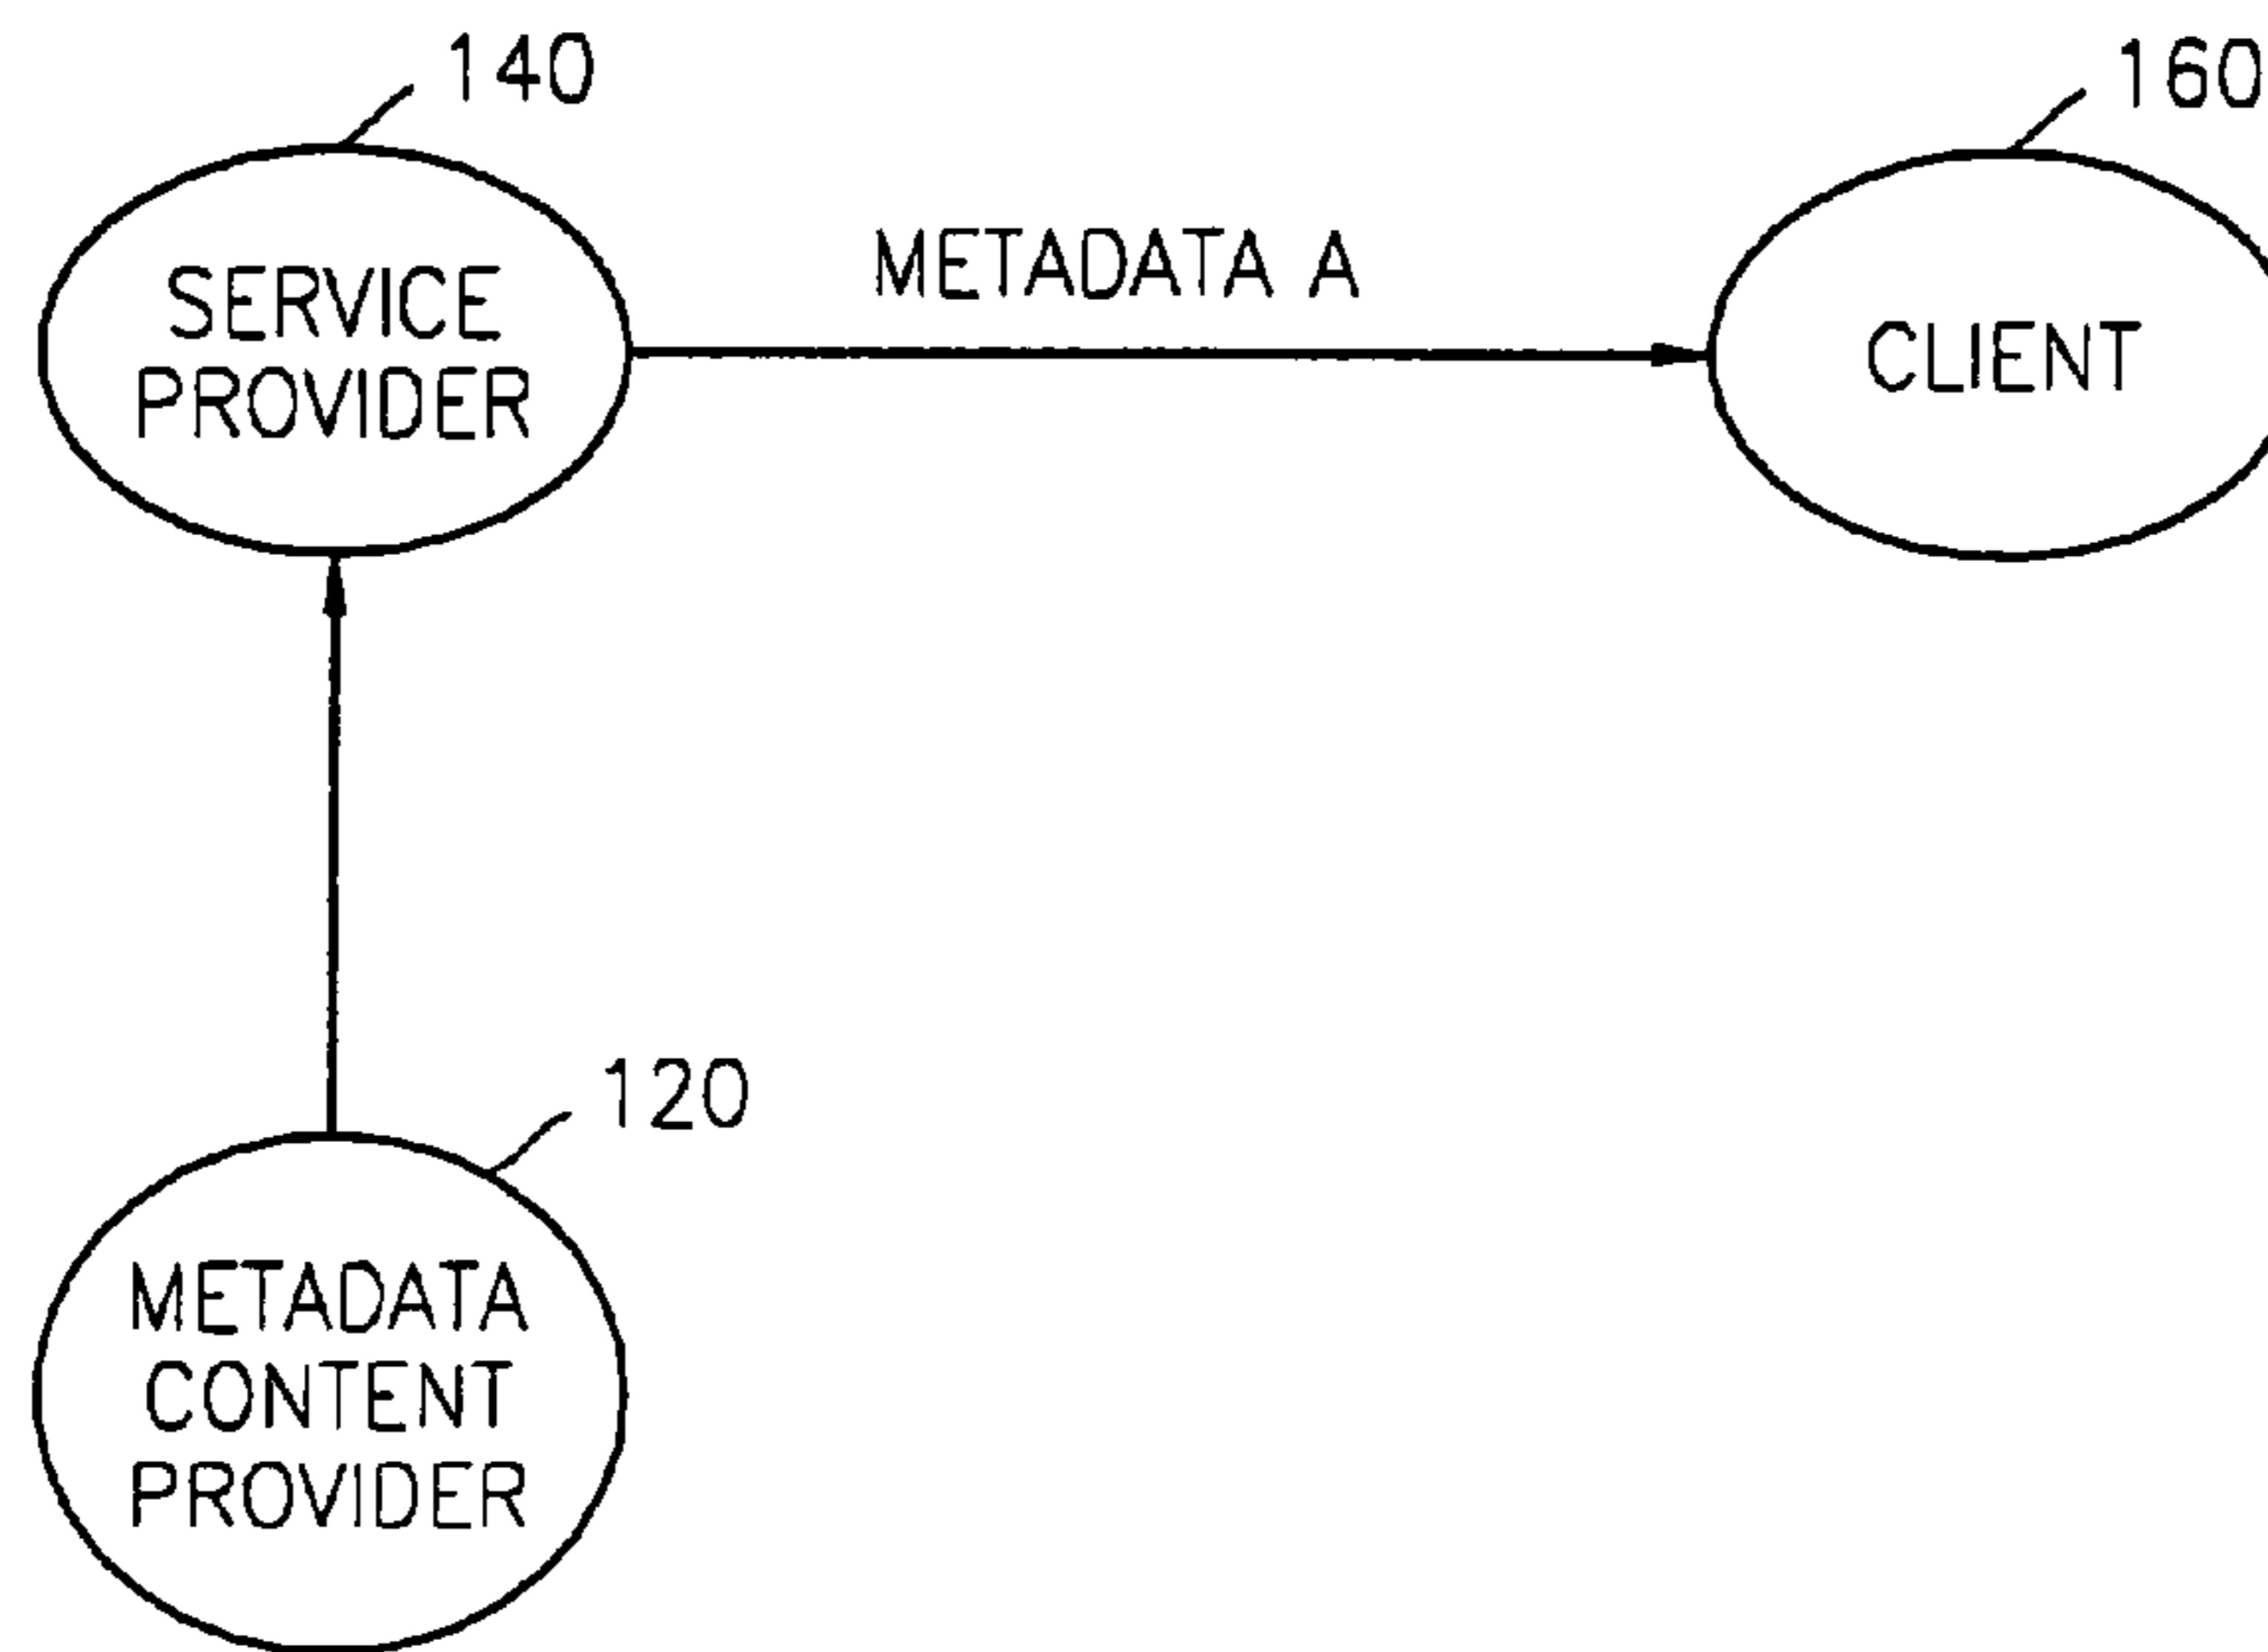 140
160
SERVICE
PROVIDER
METADATA A
CLIENT
120
METADATA
CONTENT
PROVIDER